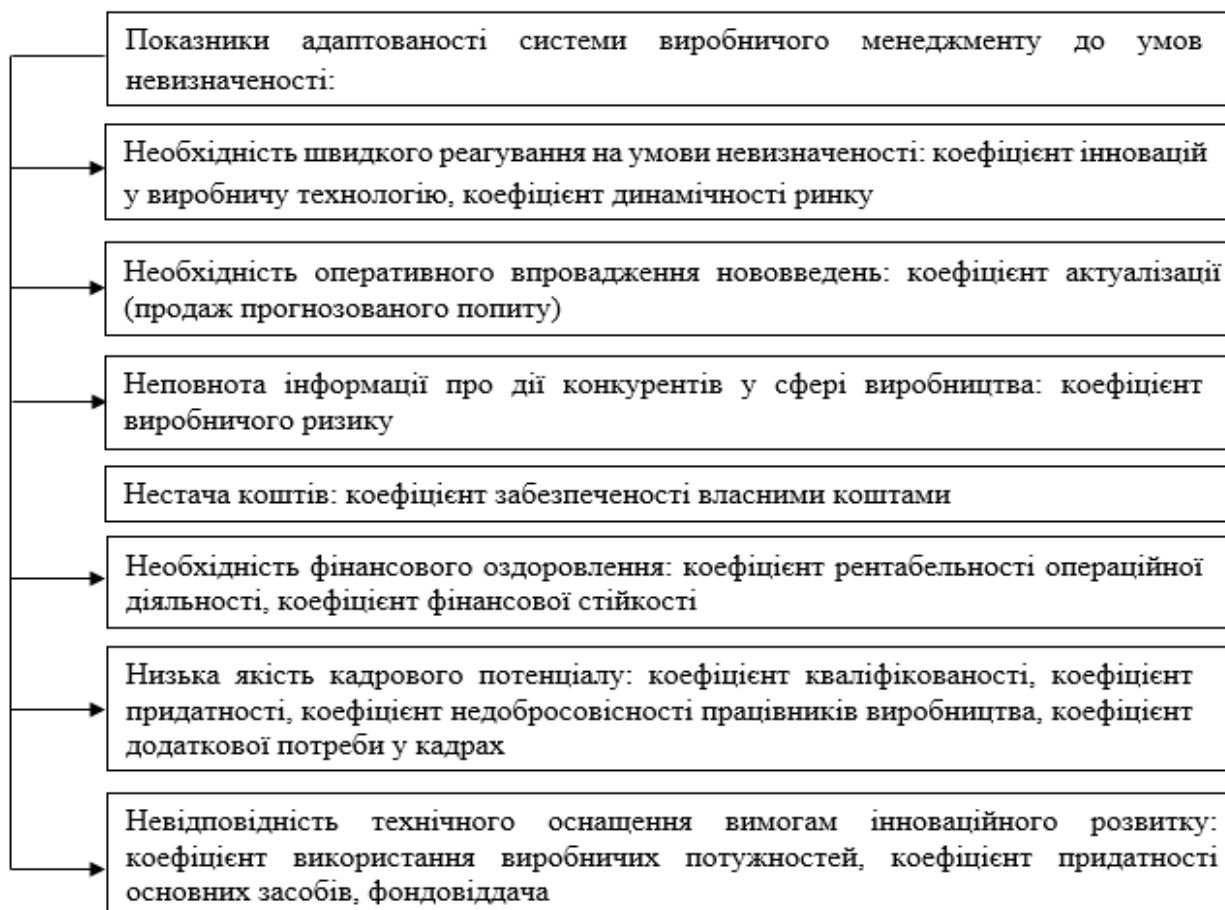 Показники адаптованості системи виробничого менеджменту до умов
невизначеності:
Необхідність швидкого реагування на умови невизначеності: коефіцієнт інновацій
у виробничу технологію, коефіцієнт динамічності ринку
Необхідність оперативного впровадження нововведень: коефіцієнт актуалізації
(продаж прогнозованого попиту)
Неповнота інформації про дії конкурентів у сфері виробництва: коефіцієнт
виробничого ризику
Нестача коштів: коефіцієнт забезпеченості власними коштами
Необхідність фінансового оздоровлення: коефіцієнт рентабельності операційної
діяльності, коефіцієнт фінансової стійкості
Низька якість кадрового потенціалу: коефіцієнт кваліфікованості, коефіцієнт
придатності, коефіцієнт недобросовісності працівників виробництва, коефіцієнт
додаткової потреби у кадрах
Невідповідність технічного оснащення вимогам інноваційного розвитку:
коефіцієнт використання виробничих потужностей, коефіцієнт придатності
основних засобів, фондовіддача